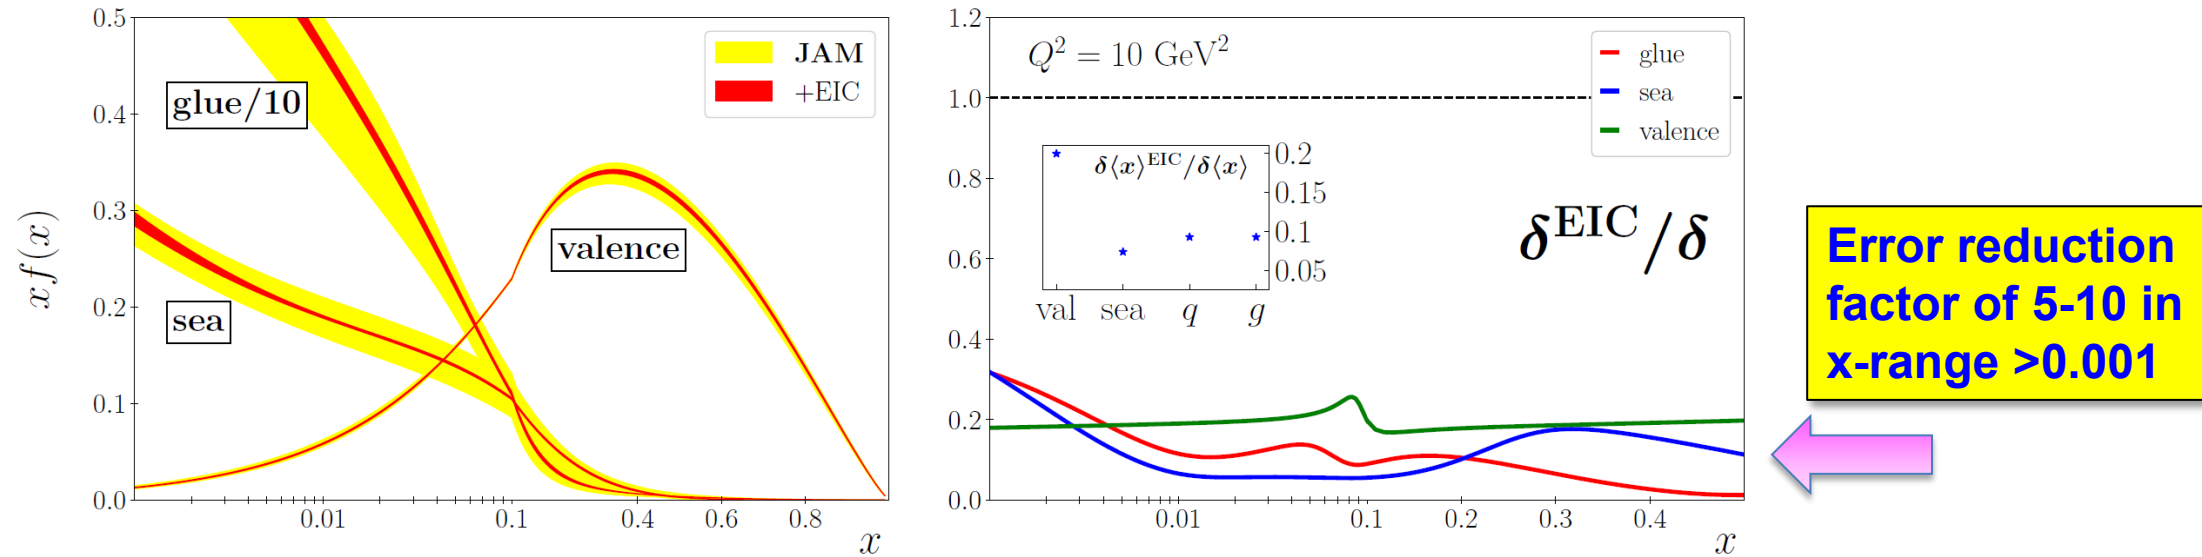 0.5
0.4
0.3
0.2
0.1
0.0
xf(x)
glue/10
sea
valence
JAM
+EIC
0.01
0.1
0.4
0.6
0.8
x
1.2
1.0
0.8
0.6
0.4
0.2
0.0
Q² = 10 GeV²
glue
sea
valence
δ⟨x⟩^EIC/δ⟨x⟩
0.2
0.15
0.1
0.05
val
sea
q
g
δ^EIC/δ
0.01
0.1
0.2
0.3
0.4
x
Error reduction
factor of 5-10 in
x-range >0.001